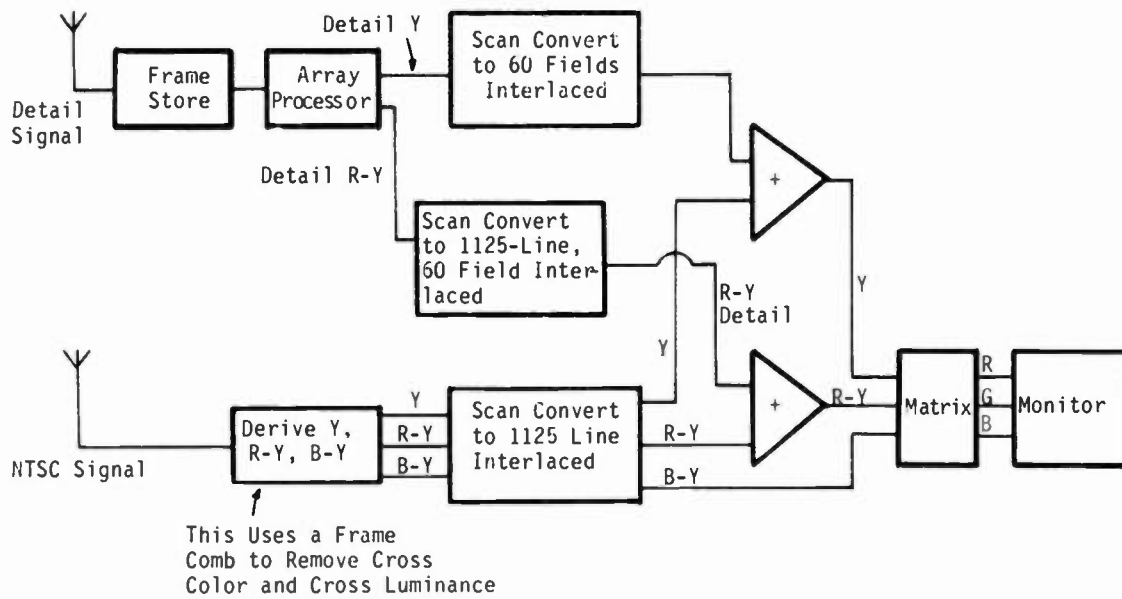 Detail Y
Scan Convert
to 60 Fields
Interlaced
Frame
Store
Array
Processor
Detail
Signal
Detail R-Y
+
Scan Convert
to 1125-Line,
60 Field Inter-
laced
R-Y
Detail
Y
Y
NTSC Signal
Derive Y,
R-Y, B-Y
Y
R-Y
B-Y
Scan Convert
to 1125 Line
Interlaced
R-Y
B-Y
+
R-Y
Matrix
R
G
B
Monitor
This Uses a Frame
Comb to Remove Cross
Color and Cross Luminance